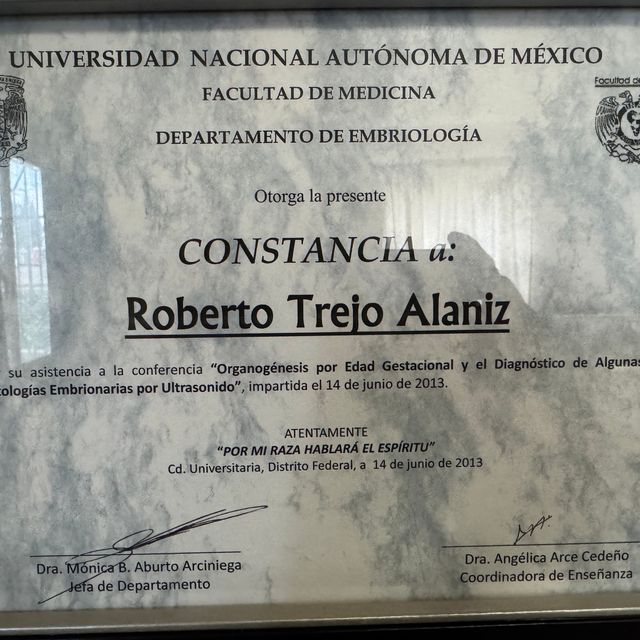 UNIVERSIDAD NACIONAL AUTÓNOMA DE MÉXICO
Facultad de
FACULTAD DE MEDICINA
DEPARTAMENTO DE EMBRIOLOGÍA
Otorga la presente
CONSTANCIA a:
Roberto Trejo Alaniz
su asistencia a la conferencia “Organogénesis por Edad Gestacional y el Diagnóstico de Algunas
Embrionarias por Ultrasonido”, impartida el 14 de junio de 2013.
ATENTAMENTE
“POR MI RAZA HABLARÁ EL ESPÍRITU”
Cd. Universitaria, Distrito Federal, a 14 de junio de 2013
Dra. Mónica B. Aburto Arciniega
Jefa de Departamento
Dra. Angélica Arce Cedeño
Coordinadora de Enseñanza